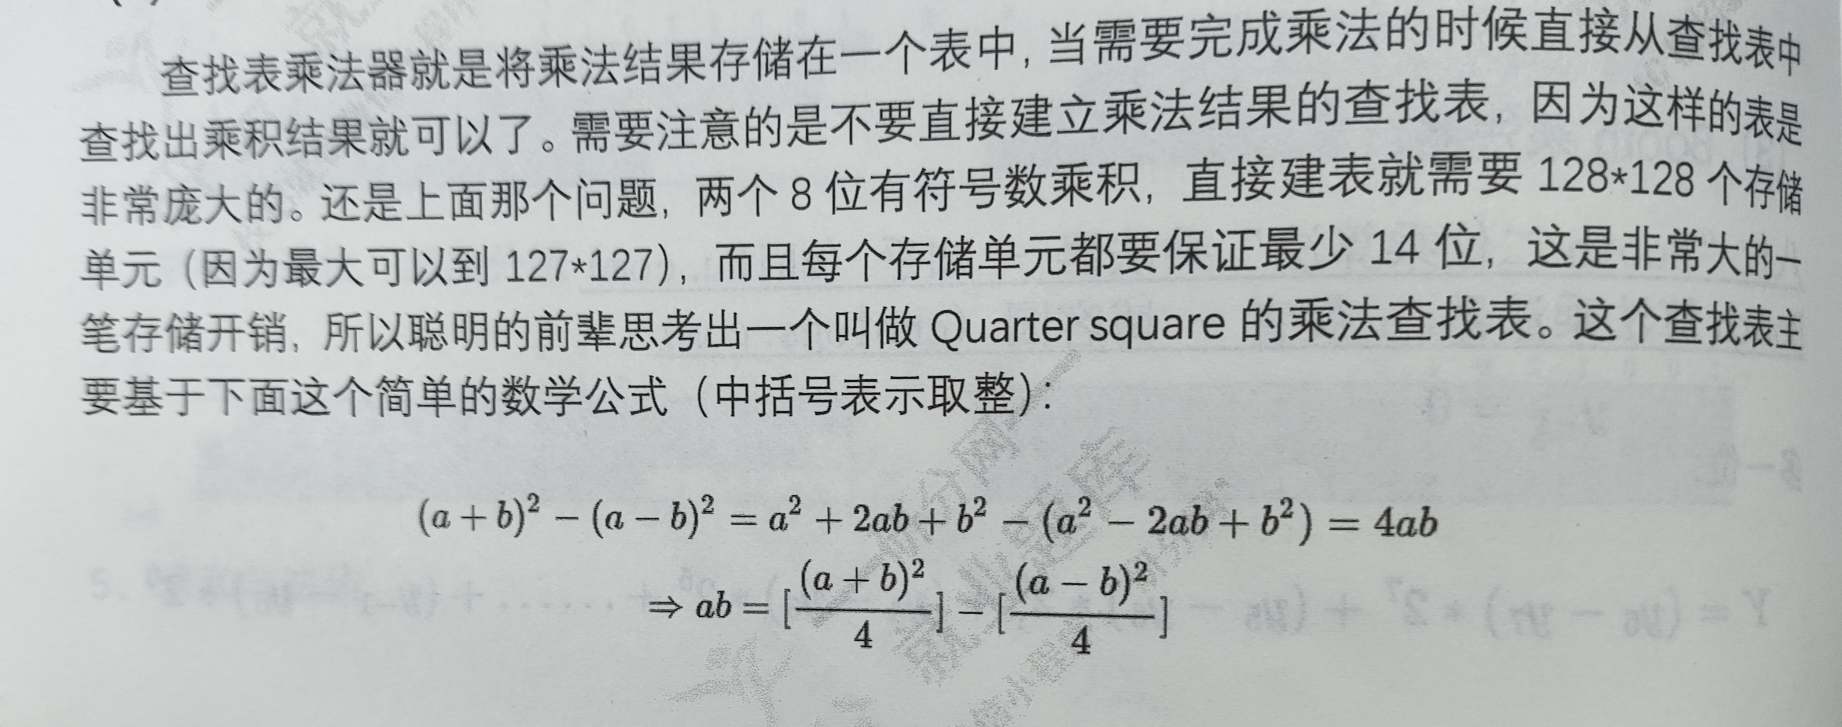 查找表乘法器就是将乘法结果存储在一个表中，当需要完成乘法的时候直接从查找表中
查找出乘积结果就可以了。需要注意的是不要直接建立乘法结果的查找表，因为这样的表是
非常庞大的。还是上面那个问题，两个 8 位有符号数乘积，直接建表就需要 128*128 个存储
单元（因为最大可以到 127*127），而且每个存储单元都要保证最少 14 位，这是非常大的一
笔存储开销，所以聪明的前辈思考出一个叫做 Quarter square 的乘法查找表。这个查找表主
要基于下面这个简单的数学公式（中括号表示取整）：
(a + b)² − (a − b)² = a² + 2ab + b² − (a² − 2ab + b²) = 4ab
⇒ ab = [(a + b)²/4] − [(a − b)²/4]